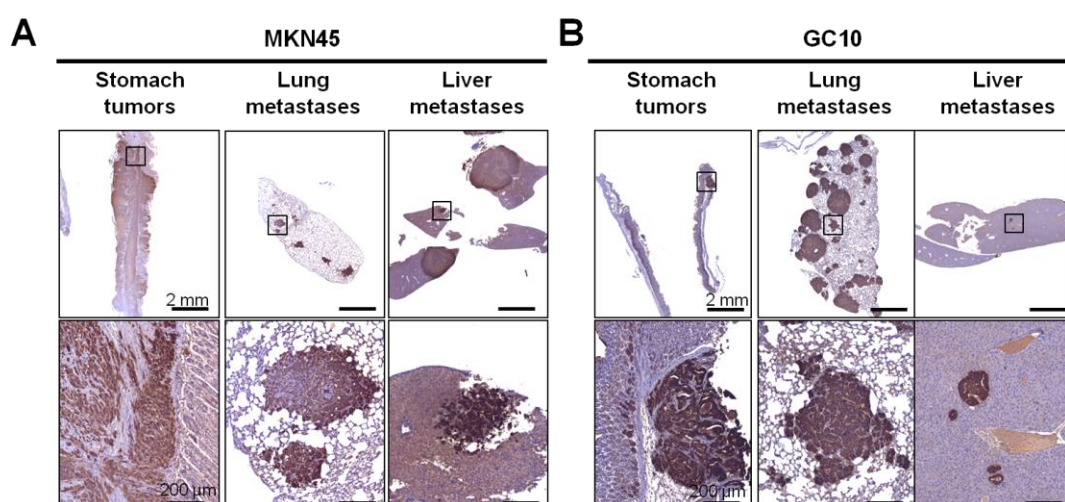 A
MKN45
Stomach
tumors
Lung
metastases
Liver
metastases
2 mm
200 μm
B
GC10
Stomach
tumors
Lung
metastases
Liver
metastases
2 mm
200 μm